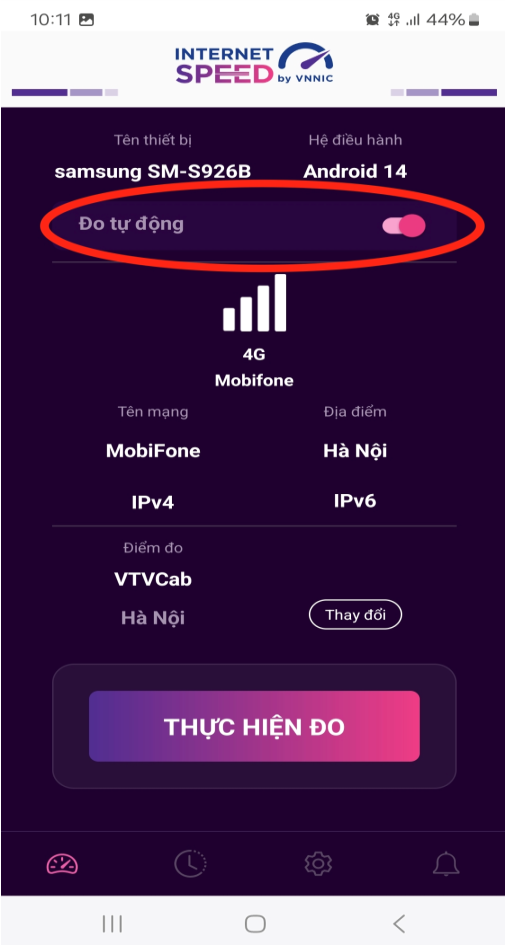 10:11 4G 44%
INTERNET
SPEED by VNNIC
Tên thiết bị Hệ điều hành
samsung SM-S926B Android 14
Đo tự động
4G
Mobifone
Tên mạng Địa điểm
MobiFone Hà Nội
IPv4 IPv6
Điểm đo
VTVCab
Hà Nội Thay đổi
THỰC HIỆN ĐO